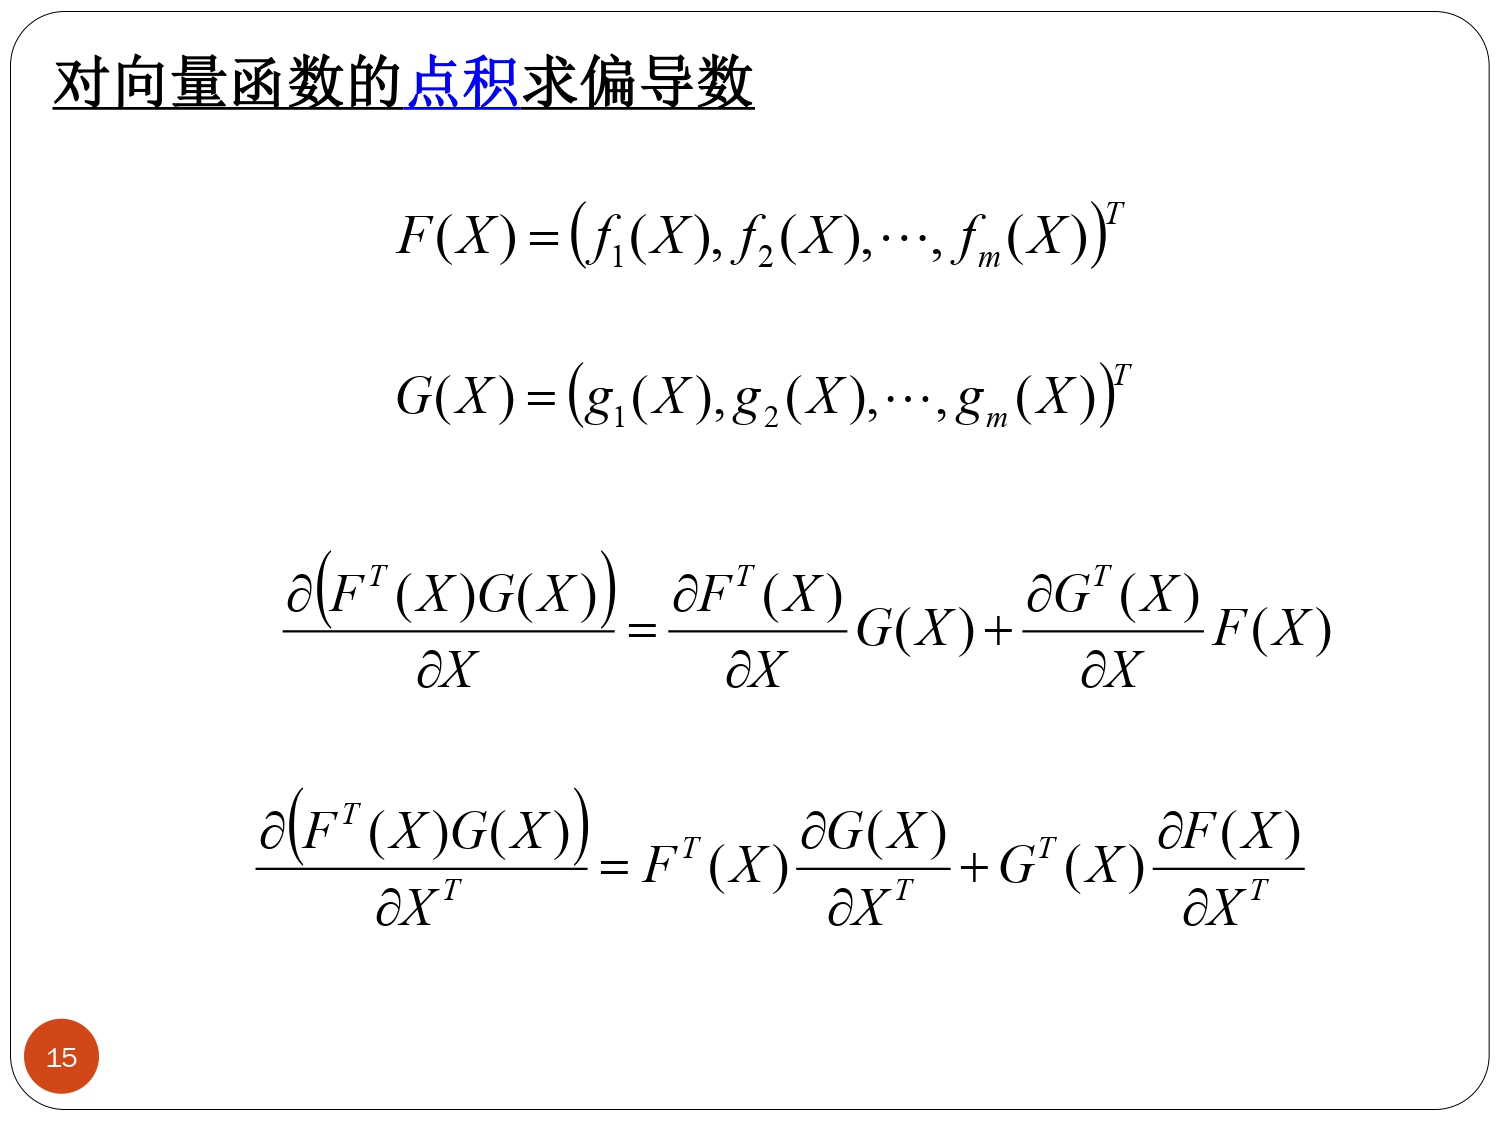 对向量函数的点积求偏导数
$F(X) = \left(f_1(X), f_2(X), \cdots, f_m(X)\right)^T$
$G(X) = \left(g_1(X), g_2(X), \cdots, g_m(X)\right)^T$
$\frac{\partial \left(F^T(X)G(X)\right)}{\partial X} = \frac{\partial F^T(X)}{\partial X} G(X) + \frac{\partial G^T(X)}{\partial X} F(X)$
$\frac{\partial \left(F^T(X)G(X)\right)}{\partial X^T} = F^T(X) \frac{\partial G(X)}{\partial X^T} + G^T(X) \frac{\partial F(X)}{\partial X^T}$
15